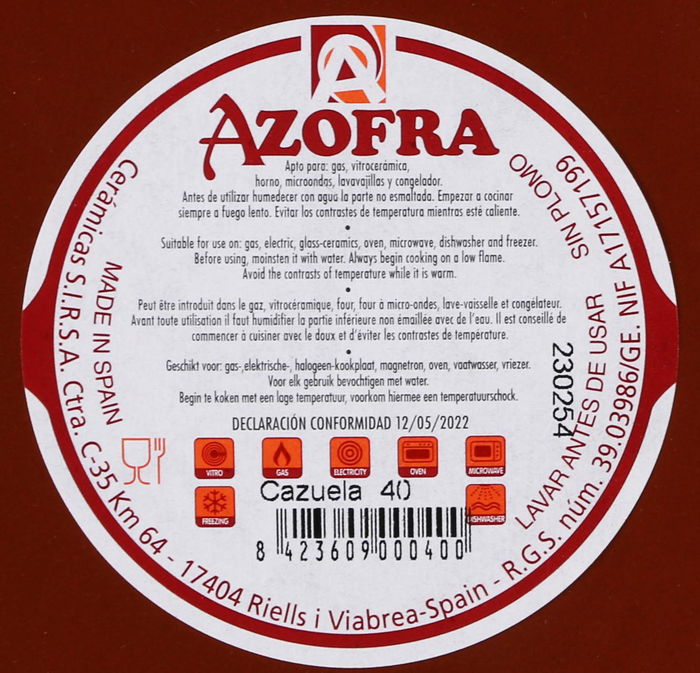 AZOFRA
Apto para: gas, vitrocerámica,
horno, microondas, lavavajillas y congelador.
Antes de utilizar humedecer con agua la parte no esmaltada. Empezar a cocinar
siempre a fuego lento. Evitar los contrastes de temperatura mientras esté caliente.
•
Suitable for use on: gas, electric, glass-ceramics, oven, microwave, dishwasher and freezer.
Before using, moinsten it with water. Always begin cooking on a low flame.
Avoid the contrasts of temperature while it is warm.
•
Peut être introduit dans le gaz, vitrocéramique, four, four à micro-ondes, lave-vaisselle et congélateur.
Avant toute utilisation il faut humidifier la partie inférieure non émaillée avec de l'eau. Il est conseillé de
commencer à cuisiner avec le doux et d'éviter les contrastes de température.
•
Geschikt voor: gas-,elektrische-, halogeen-kookplaat, magnetron, oven, vaatwasser, vriezer.
Voor elk gebruik bevochtigen met water.
Begin te koken met een lage temperatuur, voorkom hiermee een temperatuurschock.
DECLARACIÓN CONFORMIDAD 12/05/2022
VITRO
GAS
ELECTRICITY
OVEN
MICROWAVE
FREEZING
DISHWASHER
Cazuela 40
8 423609 000400
230254
MADE IN SPAIN
SIN PLOMO
LAVAR ANTES DE USAR
Cerámicas S.I.R.S.A. Ctra. C-35 Km 64 - 17404 Riells i Viabrea-Spain - R.G.S. núm. 39.03986/GE. NIF A17157199